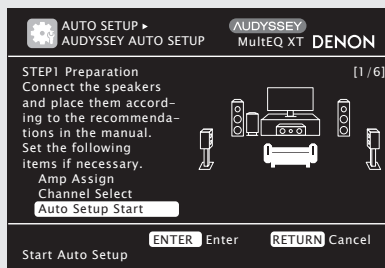 AUTO SETUP ▸
AUDYSSEY AUTO SETUP
AUDYSSEY
MultEQ XT DENON
STEP1 Preparation
[1/6]
Connect the speakers
and place them accord-
ing to the recommenda-
tions in the manual.
Set the following
items if necessary.
Amp Assign
Channel Select
Auto Setup Start
ENTER Enter RETURN Cancel
Start Auto Setup